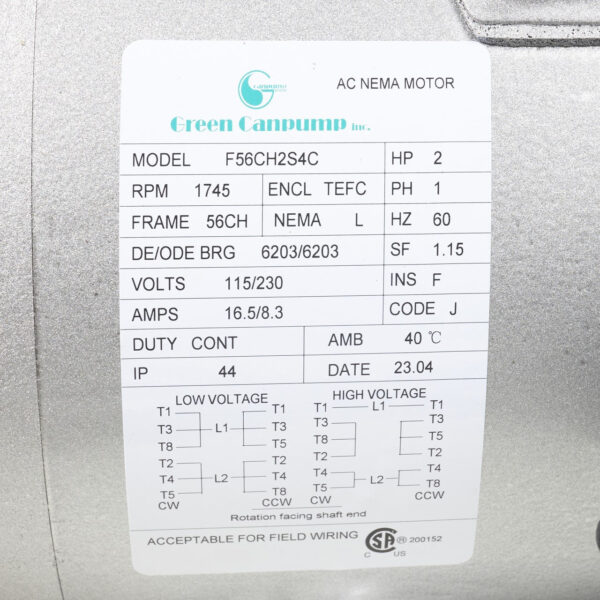 CANPUMP
AC NEMA MOTOR
Green Canpump inc.
MODEL F56CH2S4C HP 2
RPM 1745 ENCL TEFC PH 1
FRAME 56CH NEMA L HZ 60
DE/ODE BRG 6203/6203 SF 1.15
VOLTS 115/230 INS F
AMPS 16.5/8.3 CODE J
DUTY CONT AMB 40 ℃
IP 44 DATE 23.04
LOW VOLTAGE HIGH VOLTAGE
T1 T1 T1 L1 T1
T3 L1 T3 T3 T3
T8 T5 T8 T5
T2 T2 T2 T2
T4 L2 T4 T4 L2 T4
T5 T8 T5 T8
CW CCW CW CCW
Rotation facing shaft end
ACCEPTABLE FOR FIELD WIRING SA ® 200152
C US